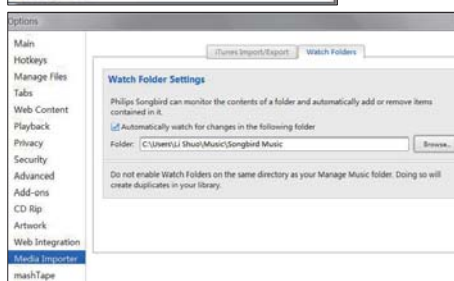 Options
Main
Hotkeys
Manage Files
Tabs
Web Content
Playback
Privacy
Security
Advanced
Add-ons
CD Rip
Artwork
Web Integration
Media Importer
mashTape
iTunes Import/Export
Watch Folders
Watch Folder Settings
Philips Songbird can monitor the contents of a folder and automatically add or remove items
contained in it.
Automatically watch for changes in the following folder
Folder: C:\Users\Li Shuo\Music\Songbird Music
Browse...
Do not enable Watch Folders on the same directory as your Manage Music folder. Doing so will
create duplicates in your library.